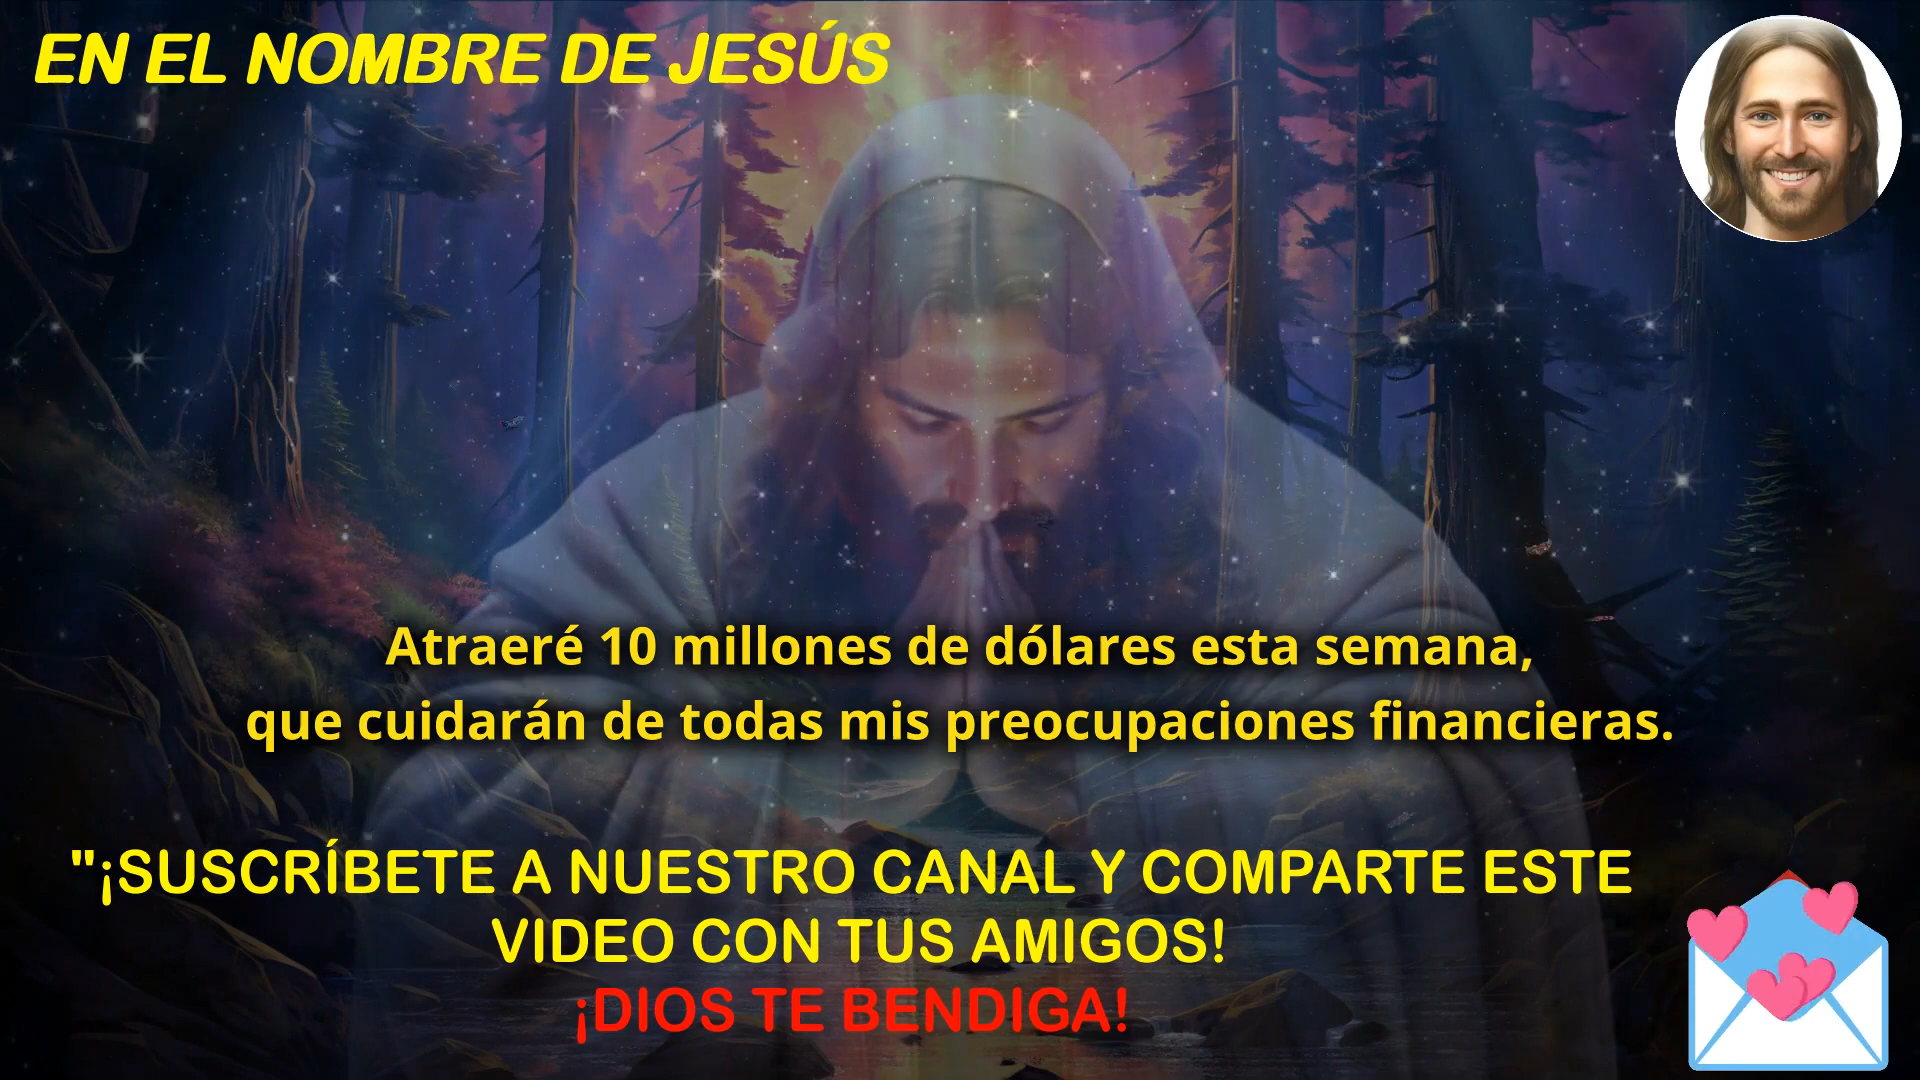 EN EL NOMBRE DE JESÚS
Atraeré 10 millones de dólares esta semana,
que cuidarán de todas mis preocupaciones financieras.
"¡SUSCRÍBETE A NUESTRO CANAL Y COMPARTE ESTE
VIDEO CON TUS AMIGOS!
¡DIOS TE BENDIGA!